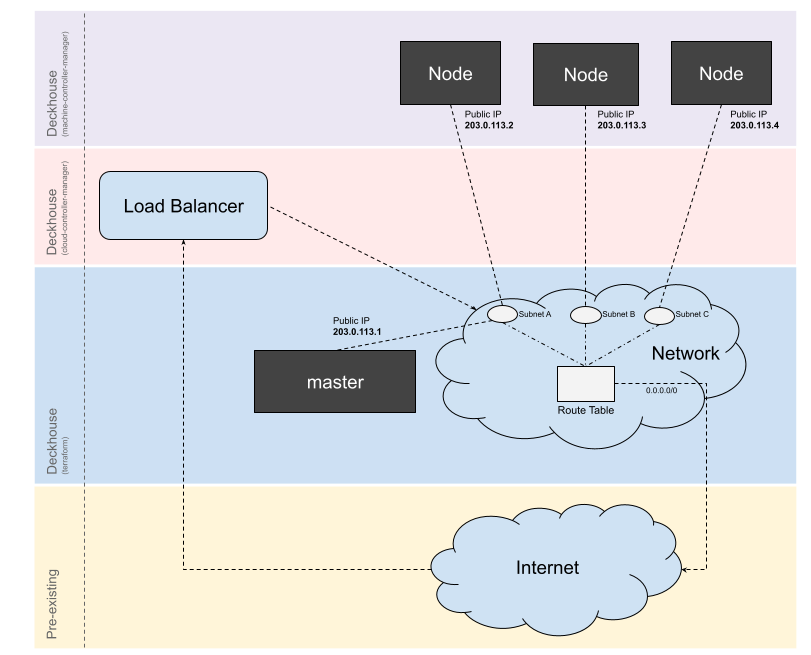 Deckhouse
(machine-controller-manager)
Node
Node
Node
Public IP
203.0.113.2
Public IP
203.0.113.3
Public IP
203.0.113.4
Deckhouse
(cloud-controller-manager)
Load Balancer
Deckhouse
(terraform)
Public IP
203.0.113.1
master
Subnet A
Subnet B
Subnet C
Network
0.0.0.0/0
Route Table
Pre-existing
Internet